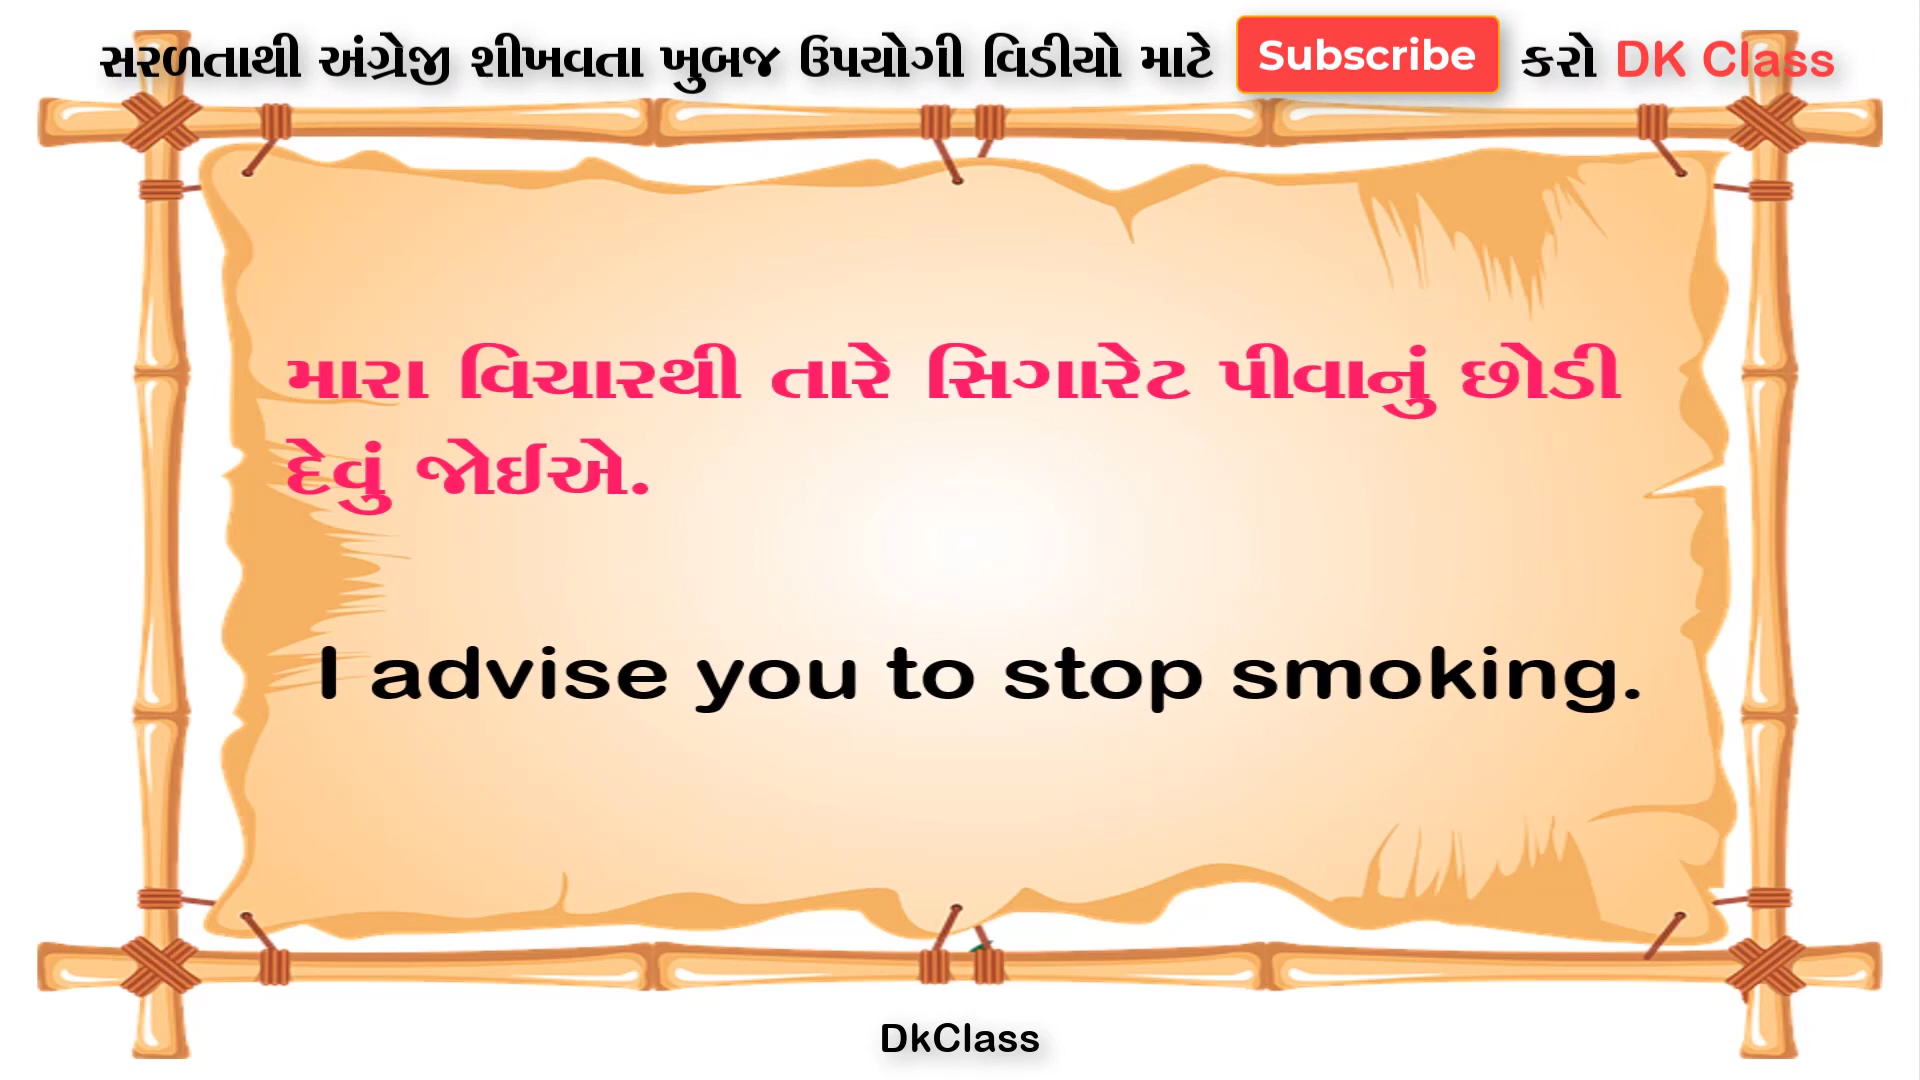 સરળતાથી અંગ્રેજી શીખવતા ખુબજ ઉપયોગી વિડીયો માટે Subscribe કરો DK Class
મારા વિચારથી તારે સિગારેટ પીવાનું છોડી
દેવું જોઈએ.
I advise you to stop smoking.
DkClass